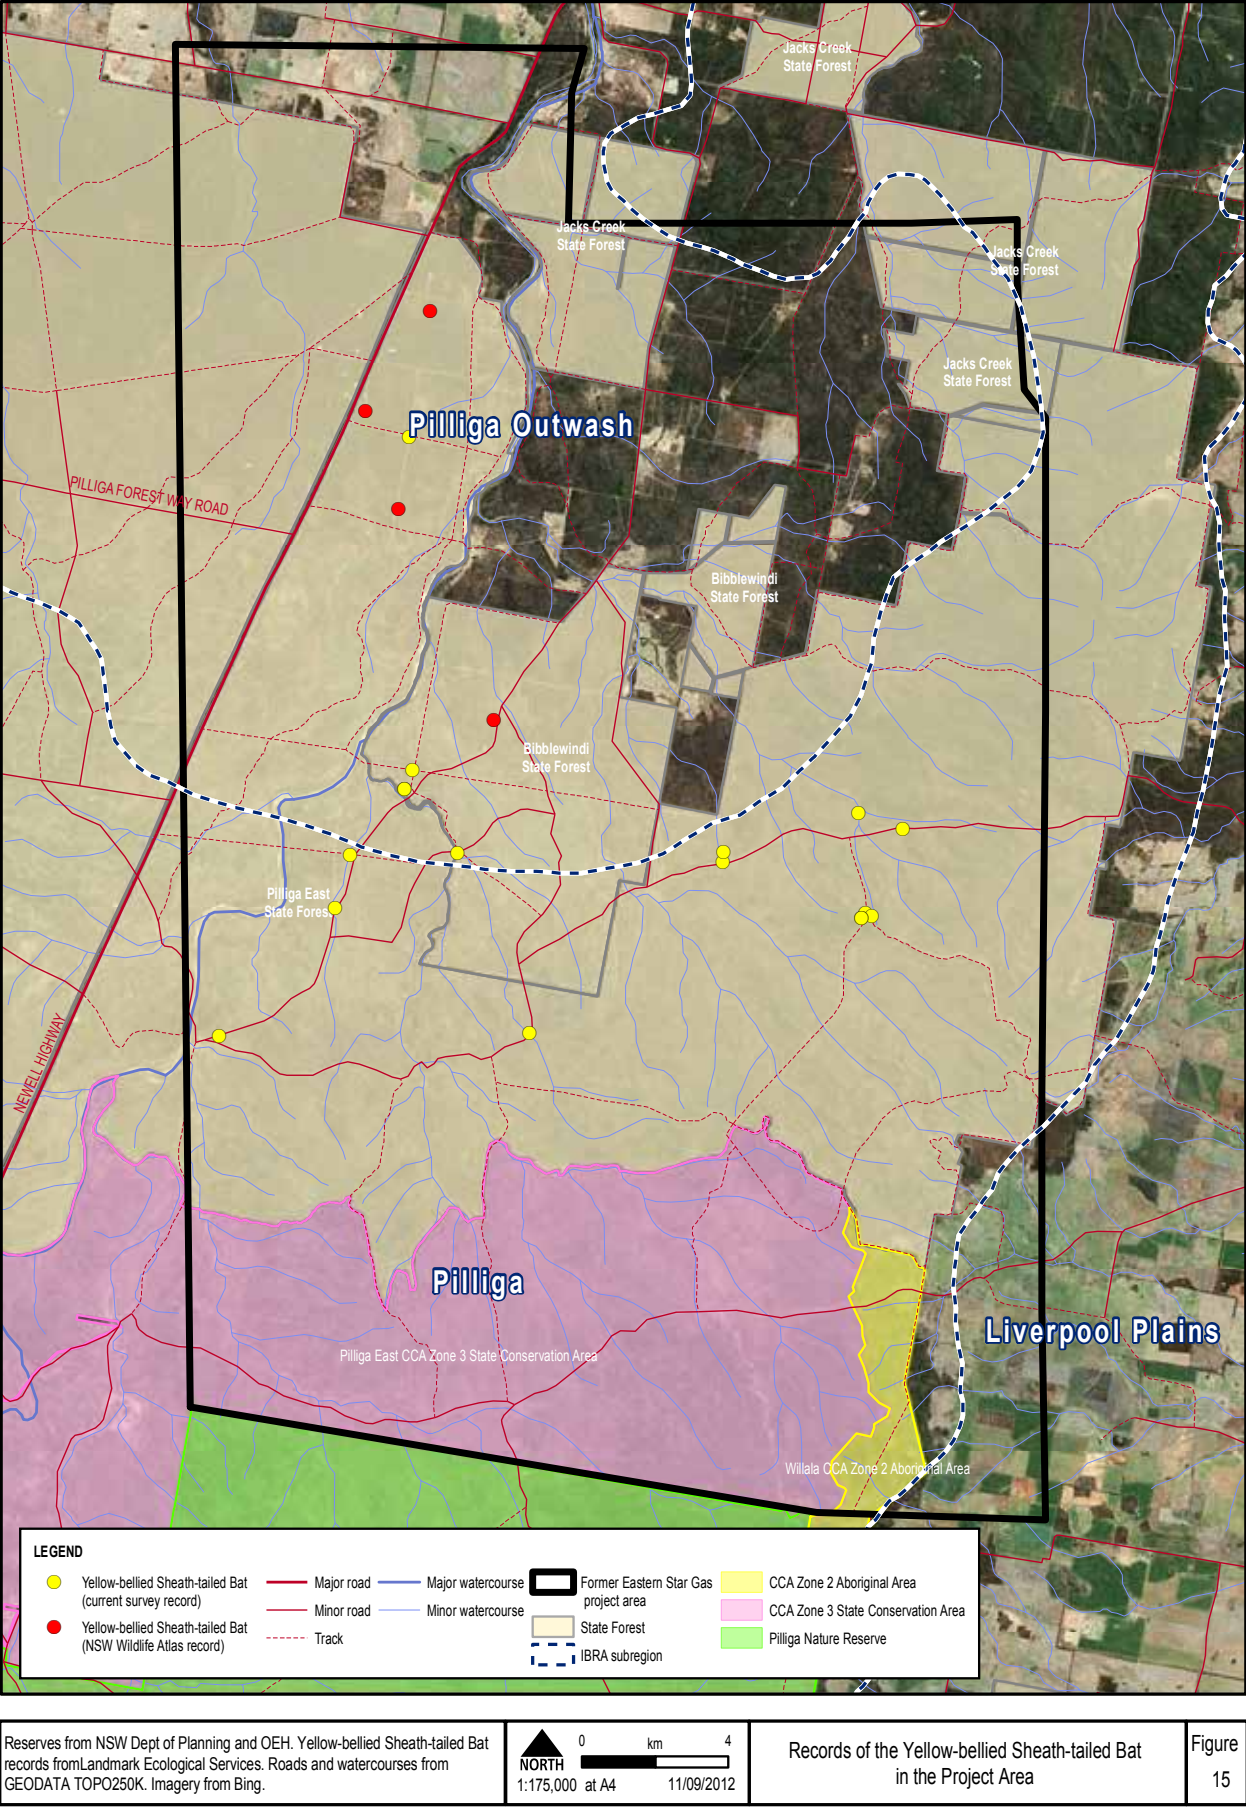 Jacks Creek
State Forest
Jacks Creek
State Forest
Jacks Creek
State Forest
Jacks Creek
State Forest
Pilliga Outwash
PILLIGA FOREST WAY ROAD
Bibblewindi
State Forest
Bibblewindi
State Forest
Pilliga East
State Forest
NEWELL HIGHWAY
Pilliga
Liverpool Plains
Pilliga East CCA Zone 3 State Conservation Area
Willala CCA Zone 2 Aboriginal Area
LEGEND
Yellow-bellied Sheath-tailed Bat
(current survey record)
Yellow-bellied Sheath-tailed Bat
(NSW Wildlife Atlas record)
Major road
Minor road
Track
Major watercourse
Minor watercourse
Former Eastern Star Gas
project area
State Forest
IBRA subregion
CCA Zone 2 Aboriginal Area
CCA Zone 3 State Conservation Area
Pilliga Nature Reserve
Reserves from NSW Dept of Planning and OEH. Yellow-bellied Sheath-tailed Bat
records fromLandmark Ecological Services. Roads and watercourses from
GEODATA TOPO250K. Imagery from Bing.
NORTH
0 km 4
1:175,000 at A4 11/09/2012
Records of the Yellow-bellied Sheath-tailed Bat
in the Project Area
Figure
15